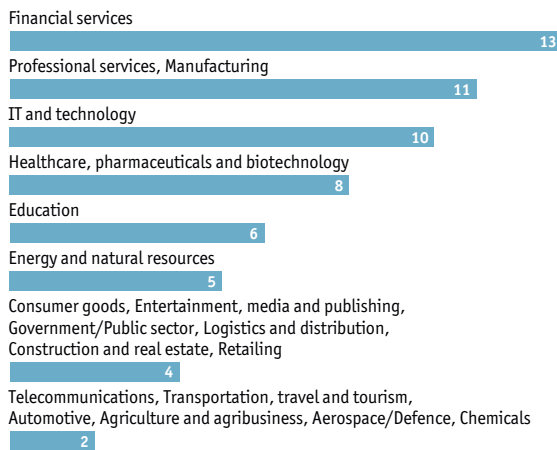 Financial services
13
Professional services, Manufacturing
11
IT and technology
10
Healthcare, pharmaceuticals and biotechnology
8
Education
6
Energy and natural resources
5
Consumer goods, Entertainment, media and publishing,
Government/Public sector, Logistics and distribution,
Construction and real estate, Retailing
4
Telecommunications, Transportation, travel and tourism,
Automotive, Agriculture and agribusiness, Aerospace/Defence, Chemicals
2